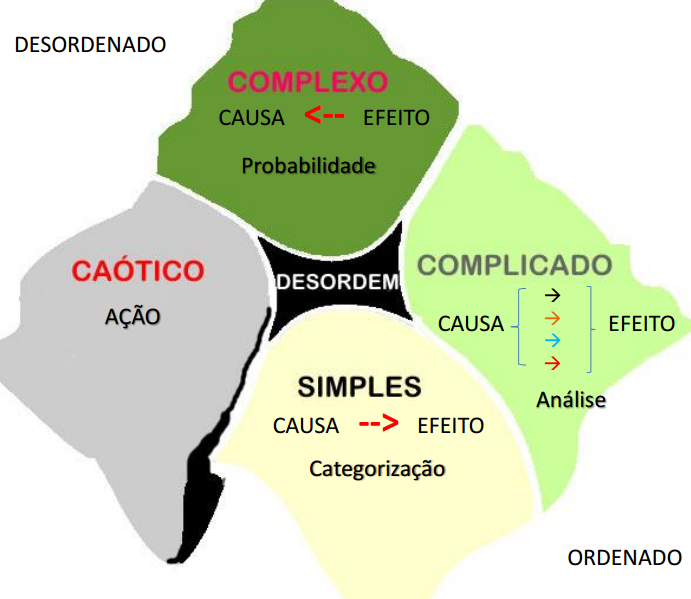 DESORDENADO
COMPLEXO
CAUSA <-- EFEITO
Probabilidade
CAÓTICO
AÇÃO
DESORDEM
COMPLICADO
CAUSA → → → → EFEITO
Análise
SIMPLES
CAUSA --> EFEITO
Categorização
ORDENADO